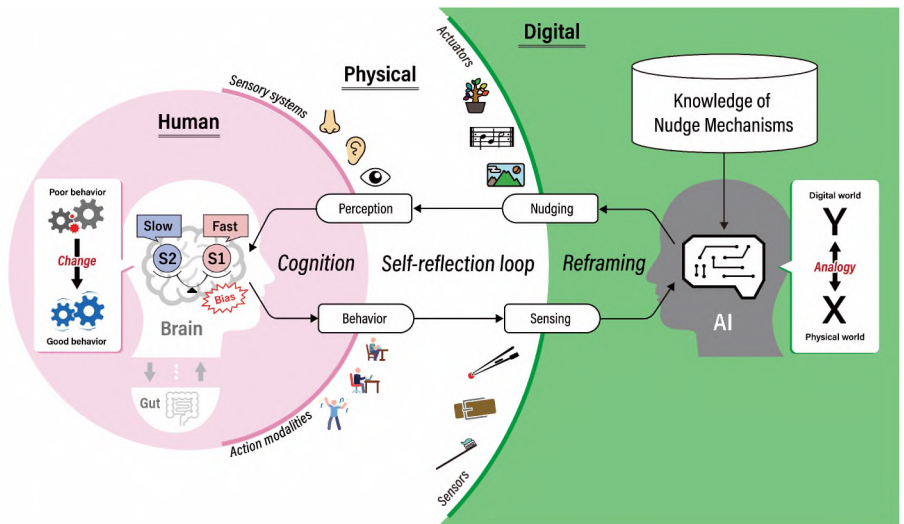 Digital
Actuators
Physical
Sensory systems
Human
Knowledge of
Nudge Mechanisms
Poor behavior
Change
Good behavior
Slow
Fast
S2
S1
Bias
Brain
Gut
Perception
Nudging
Cognition
Self-reflection loop
Reframing
Behavior
Sensing
AI
Digital world
Y
Analogy
X
Physical world
Action modalities
Sensors